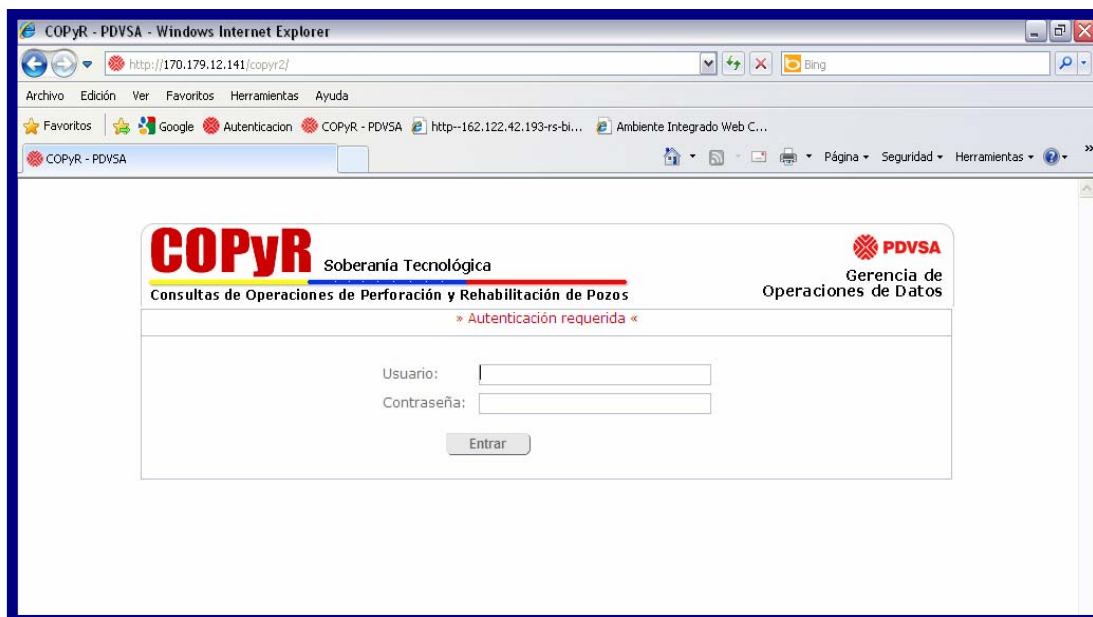 COPyR - PDVSA - Windows Internet Explorer
http://170.179.12.141/copyr2/
Bing
Archivo Edición Ver Favoritos Herramientas Ayuda
Favoritos Google Autenticacion COPyR - PDVSA http--162.122.42.193-rs-bi... Ambiente Integrado Web C...
COPyR - PDVSA Página Seguridad Herramientas »
COPyR Soberanía Tecnológica PDVSA
Gerencia de
Consultas de Operaciones de Perforación y Rehabilitación de Pozos Operaciones de Datos
» Autenticación requerida «
Usuario:
Contraseña:
Entrar